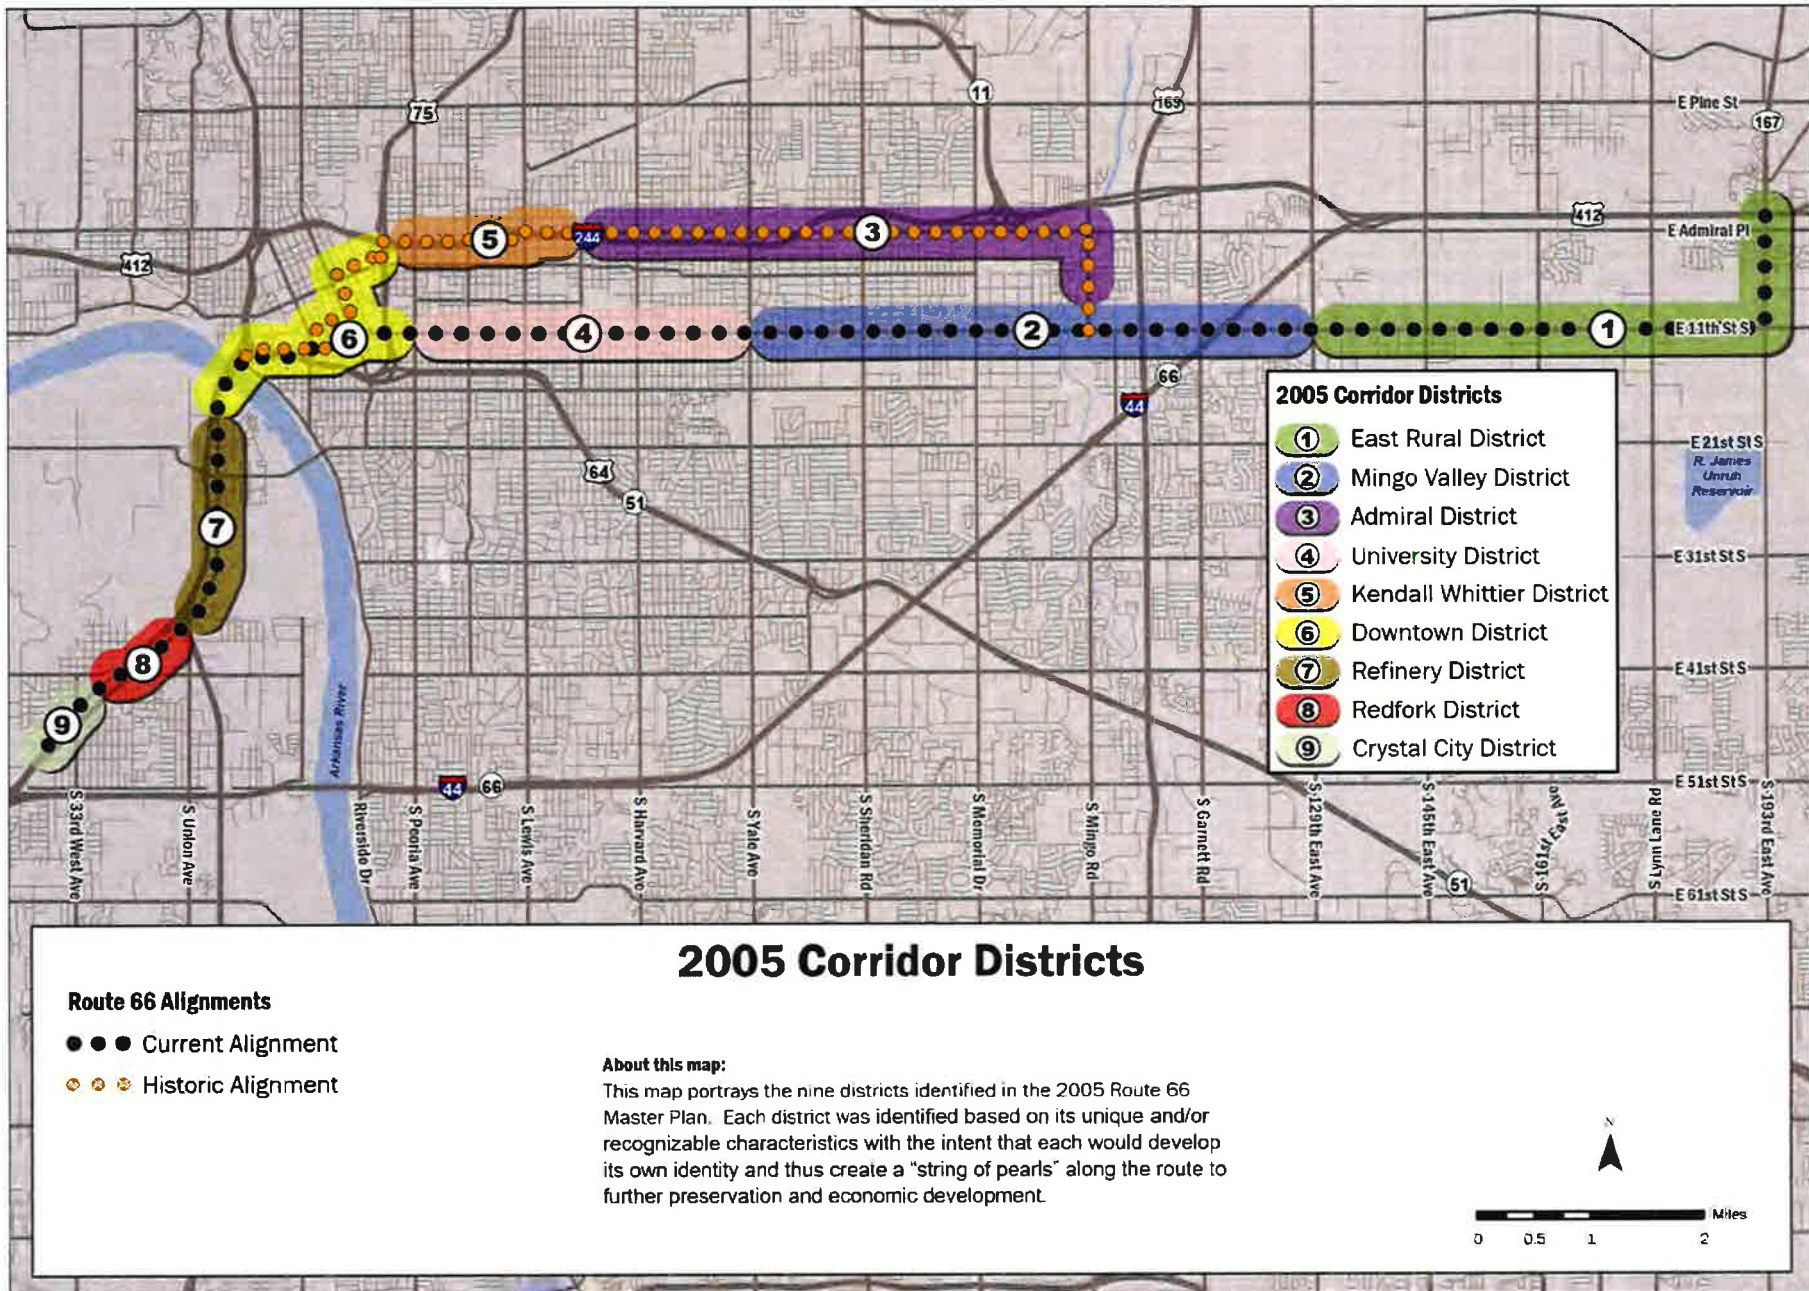 75
11
169
E Pine St
167
412
E Admiral Pl
5
244
3
412
6
4
2
1
E 11th St S
66
44
2005 Corridor Districts
1 East Rural District
2 Mingo Valley District
3 Admiral District
4 University District
5 Kendall Whittier District
6 Downtown District
7 Refinery District
8 Redfork District
9 Crystal City District
E 21st St S
R. James
Unruh
Reservoir
64
51
7
E 31st St S
8
E 41st St S
9
Arkansas River
44
66
E 51st St S
S 33rd West Ave
S Union Ave
Riverside Dr
S Peoria Ave
S Lewis Ave
S Harvard Ave
S Yale Ave
S Sheridan Rd
S Memorial Dr
S Mingo Rd
S Garnett Rd
S 129th East Ave
S 145th East Ave
S 161st East Ave
S Lynn Lane Rd
S 193rd East Ave
51
E 61st St S
2005 Corridor Districts
Route 66 Alignments
Current Alignment
Historic Alignment
About this map:
This map portrays the nine districts identified in the 2005 Route 66
Master Plan. Each district was identified based on its unique and/or
recognizable characteristics with the intent that each would develop
its own identity and thus create a "string of pearls" along the route to
further preservation and economic development.
N
Miles
0 0.5 1 2